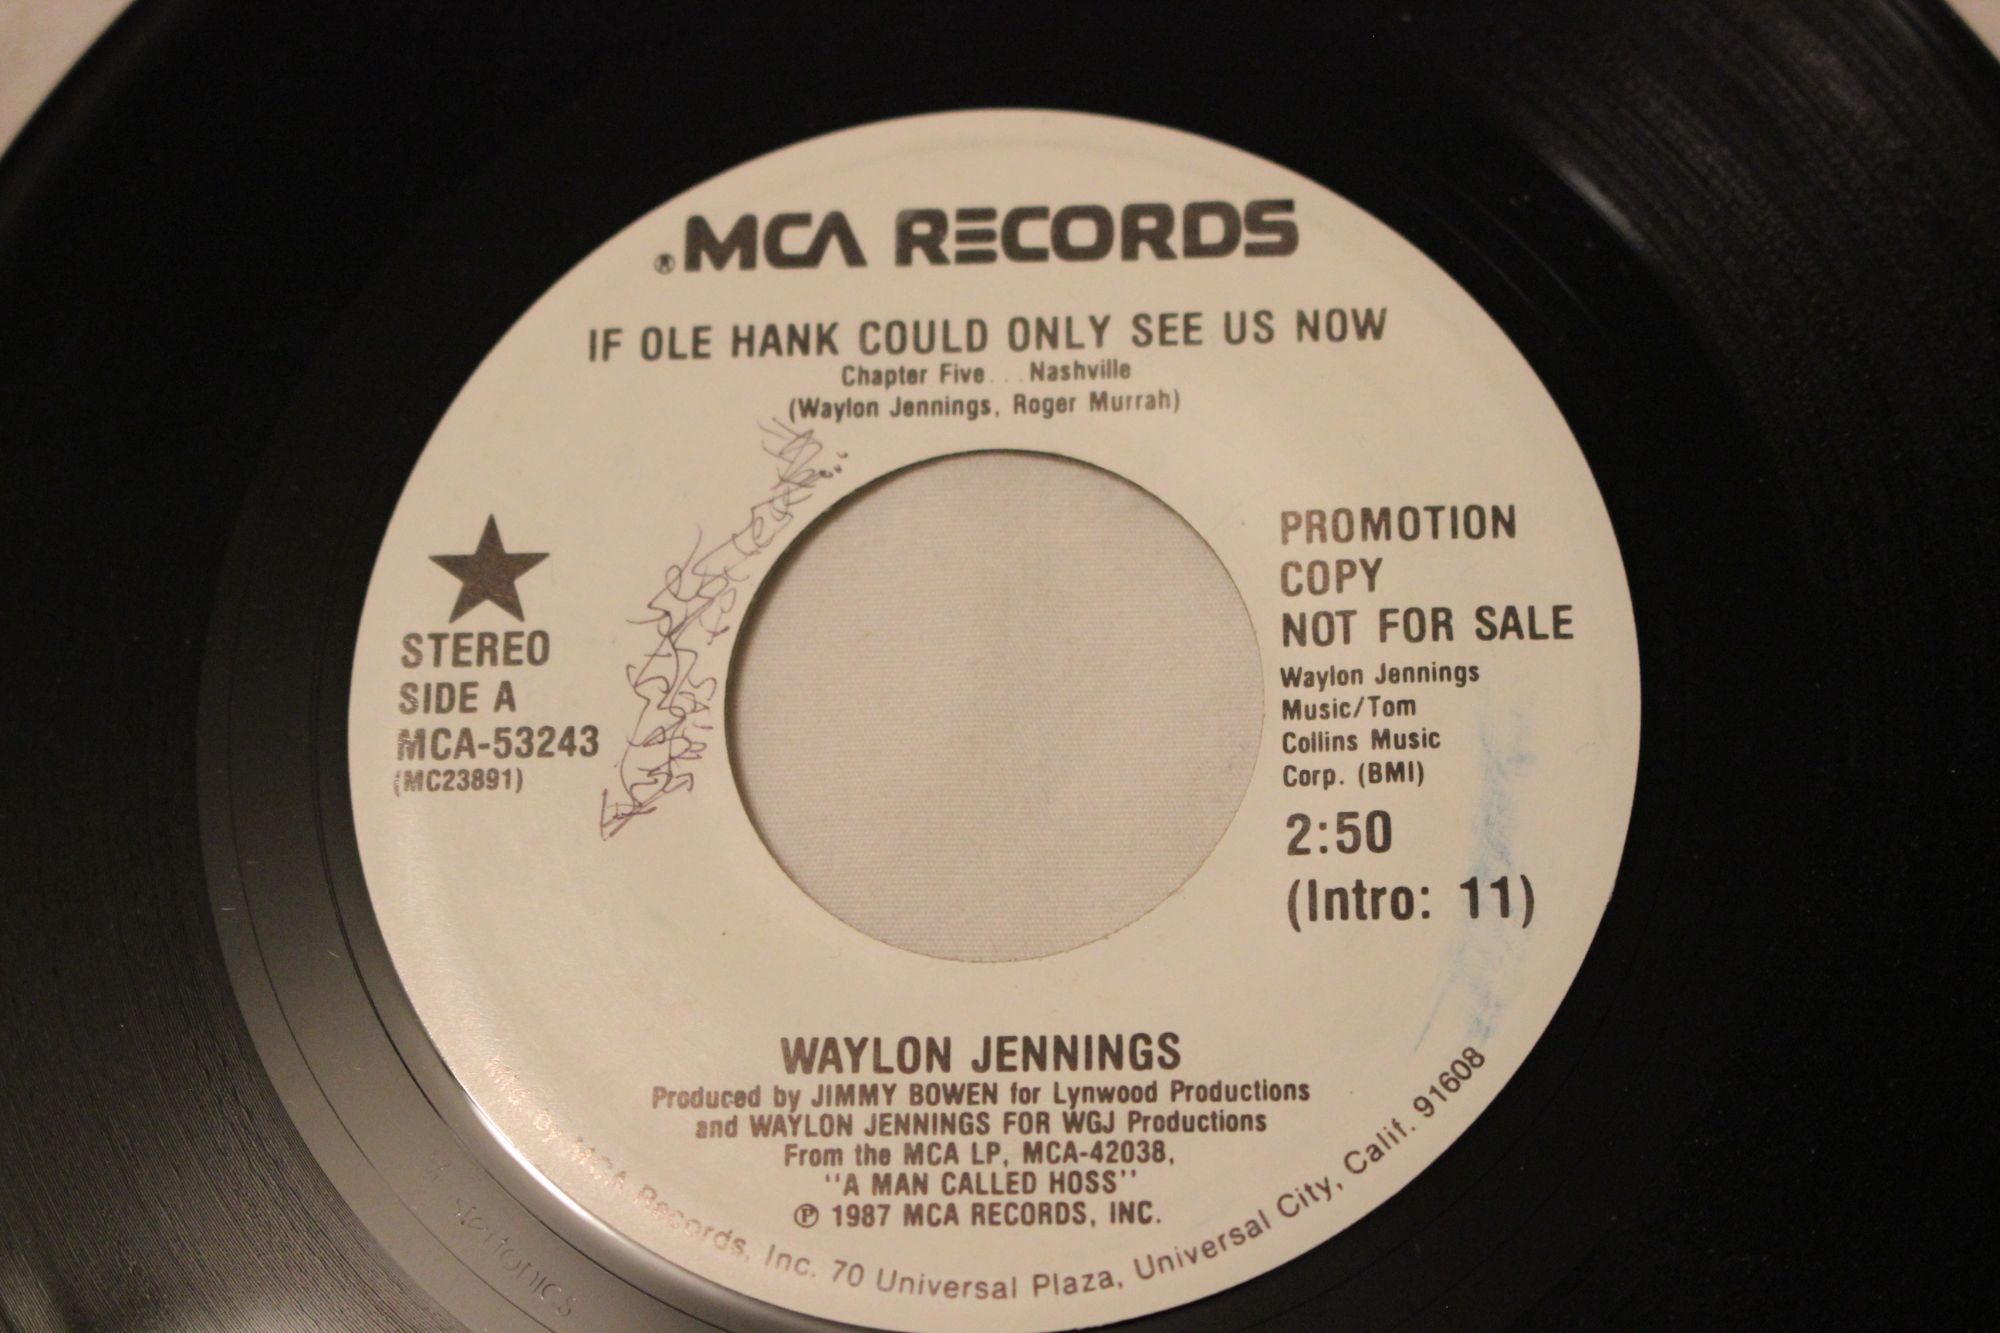 ® MCA RECORDS
IF OLE HANK COULD ONLY SEE US NOW
Chapter Five... Nashville
(Waylon Jennings, Roger Murrah)
STEREO
SIDE A
MCA-53243
(MC23891)
PROMOTION
COPY
NOT FOR SALE
Waylon Jennings
Music/Tom
Collins Music
Corp. (BMI)
2:50
(Intro: 11)
WAYLON JENNINGS
Produced by JIMMY BOWEN for Lynwood Productions
and WAYLON JENNINGS FOR WGJ Productions
From the MCA LP, MCA-42038,
"A MAN CALLED HOSS"
℗ 1987 MCA RECORDS, INC.
MCA Records, Inc. 70 Universal Plaza, Universal City, Calif. 91608